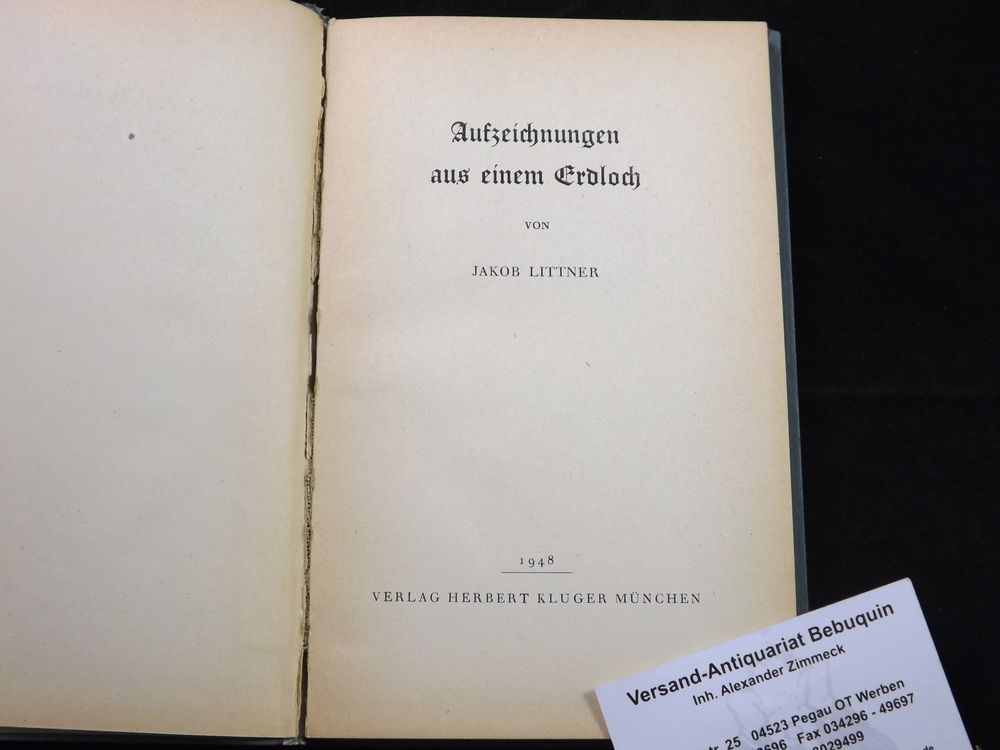 Aufzeichnungen
aus einem Erdloch
VON
JAKOB LITTNER
1948
VERLAG HERBERT KLUGER MÜNCHEN
Versand-Antiquariat Bebuquin
Inh. Alexander Zimmeck
25 04523 Pegau OT Werben
Fax 034296 - 49697